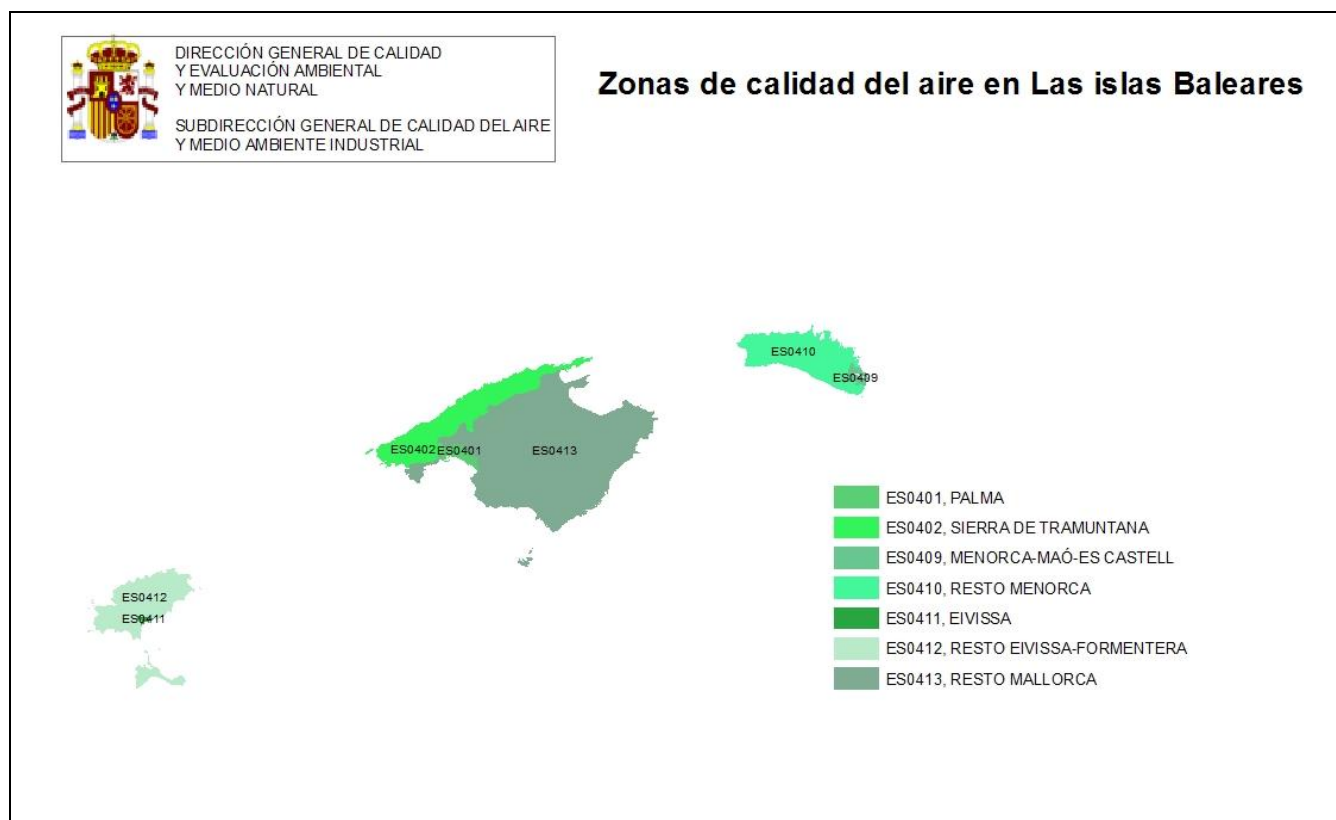 DIRECCIÓN GENERAL DE CALIDAD
Y EVALUACIÓN AMBIENTAL
Y MEDIO NATURAL
SUBDIRECCIÓN GENERAL DE CALIDAD DEL AIRE
Y MEDIO AMBIENTE INDUSTRIAL
Zonas de calidad del aire en Las islas Baleares
ES0410
ES0409
ES0402
ES0401
ES0413
ES0412
ES0411
ES0401, PALMA
ES0402, SIERRA DE TRAMUNTANA
ES0409, MENORCA-MAÓ-ES CASTELL
ES0410, RESTO MENORCA
ES0411, EIVISSA
ES0412, RESTO EIVISSA-FORMENTERA
ES0413, RESTO MALLORCA